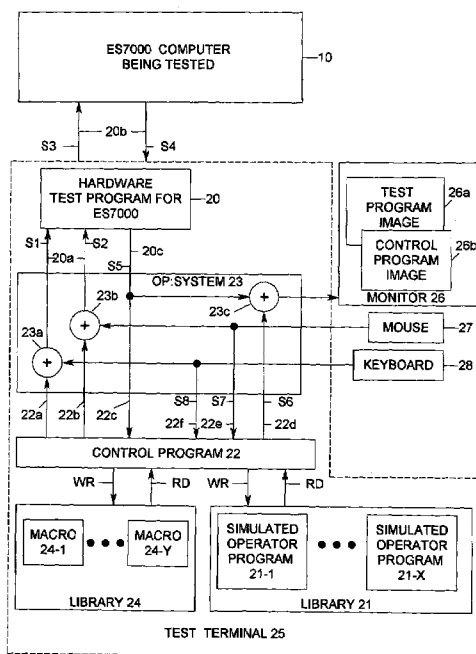 ES7000 COMPUTER
BEING TESTED
10
S3
20b
S4
HARDWARE
TEST PROGRAM FOR
ES7000
20
S1
20a
S2
20c
S5
TEST
PROGRAM
IMAGE
26a
CONTROL
PROGRAM
IMAGE
26b
MONITOR 26
OP:SYSTEM 23
23a
+
23b
+
23c
+
MOUSE
27
KEYBOARD
28
22a
22b
22c
S8
22f
S7
22e
S6
22d
CONTROL PROGRAM 22
WR
RD
WR
RD
MACRO
24-1
MACRO
24-Y
LIBRARY 24
SIMULATED
OPERATOR
PROGRAM
21-1
SIMULATED
OPERATOR
PROGRAM
21-X
LIBRARY 21
TEST TERMINAL 25